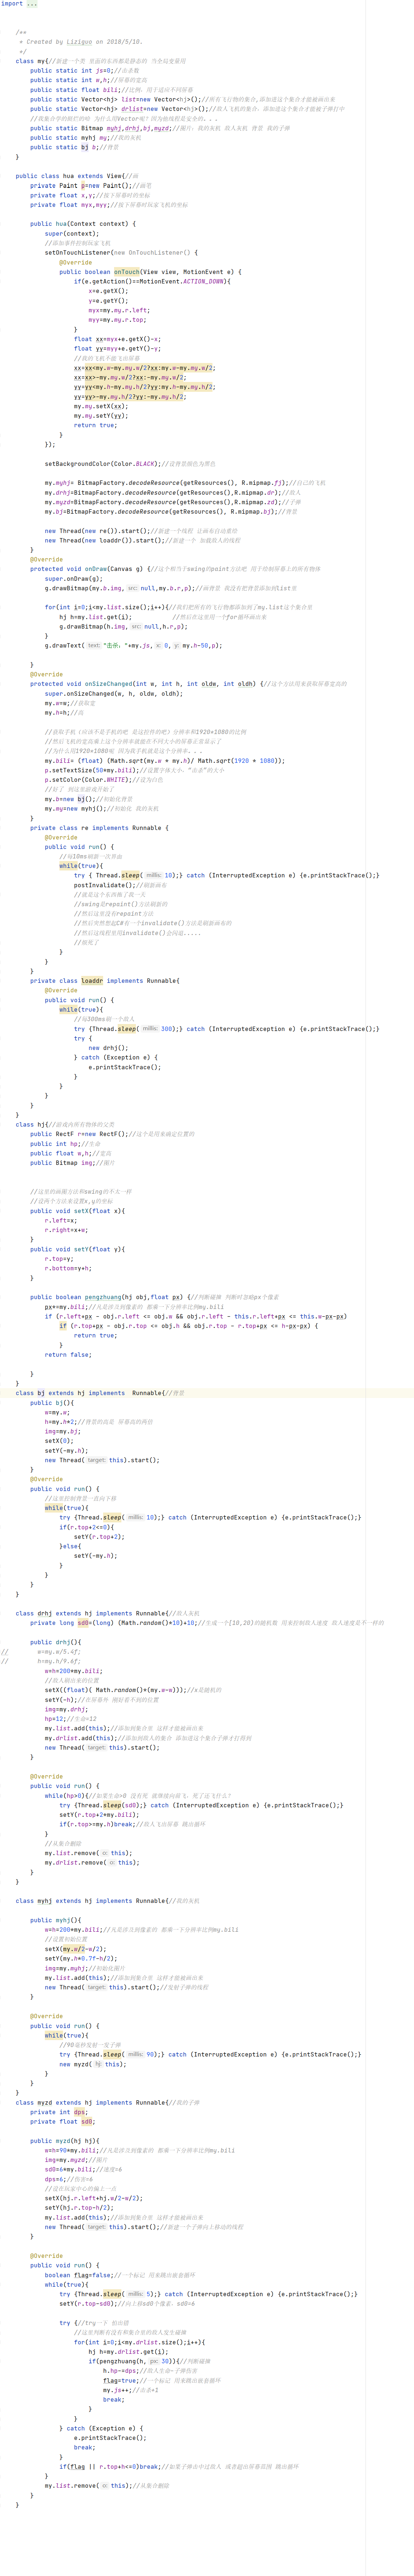 import ...
/**
 * Created by Liziyun on 2018/5/10.
 */
class my{//新建一个类 里面的东西都是静态的 当全局变量用
public static int js=0;//击杀数
public static int w,h;//屏幕的宽高
public static float bili;//比例，用于适应不同屏幕
public static Vector<hj> list=new Vector<hj>();//所有飞行物的集合,添加进这个集合才能被画出来
public static Vector<hj> drlist=new Vector<hj>();//敌人飞机的集合，添加进这个集合才能被子弹打中
public static Bitmap myhj,drhj,bj,myzd;//图片：我的灰机 敌人灰机 背景 我的子弹
public static myhj my;//我的灰机
public static bj b;//背景
}
public class hua extends View{//画
private Paint p=new Paint();//画笔
private float x,y;//按下屏幕时的坐标
private float myx,myy;//按下屏幕时玩家飞机的坐标
public hua(Context context) {
super(context);
//添加事件控制玩家飞机
setOnTouchListener(new OnTouchListener() {
@Override
public boolean onTouch(View view, MotionEvent e) {
if(e.getAction()==MotionEvent.ACTION_DOWN){
x=e.getX();
y=e.getY();
myx=my.my.r.left;
myy=my.my.r.top;
}
float xx=myx+e.getX()-x;
float yy=myy+e.getY()-y;
//我的飞机不能飞出屏幕
xx=xx<my.w-my.my.w/2?xx:my.w-my.my.w/2;
xx=xx>-my.my.w/2?xx:-my.my.w/2;
yy=yy<my.h-my.my.h/2?yy:my.h-my.my.h/2;
yy=yy>-my.my.h/2?yy:-my.my.h/2;
my.my.setX(xx);
my.my.setY(yy);
return true;
}
});
setBackgroundColor(Color.BLACK);//设背景颜色为黑色
my.myhj= BitmapFactory.decodeResource(getResources(), R.mipmap.fj);//自己的飞机
my.drhj=BitmapFactory.decodeResource(getResources(),R.mipmap.dr);//敌人
my.myzd=BitmapFactory.decodeResource(getResources(),R.mipmap.zd);//子弹
my.bj=BitmapFactory.decodeResource(getResources(), R.mipmap.bj);//背景
new Thread(new re()).start();//新建一个线程 让画布自动重绘
new Thread(new loaddr()).start();//新建一个 加载敌人的线程
}
@Override
protected void onDraw(Canvas g) {//这个相当于swing的paint方法吧 用于绘制屏幕上的所有物体
super.onDraw(g);
g.drawBitmap(my.b.img, src: null,my.b.r,p);//画背景 我没有把背景添加到list里
for(int i=0;i<my.list.size();i++){//我们把所有的飞行物都添加到了my.list这个集合里
hj h=my.list.get(i); //然后在这里用一个for循环画出来
g.drawBitmap(h.img, src: null,h.r,p);
}
g.drawText( text: "击杀："+my.js, x: 0, y: my.h-50,p);
}
@Override
protected void onSizeChanged(int w, int h, int oldw, int oldh) {//这个方法用来获取屏幕宽高的
super.onSizeChanged(w, h, oldw, oldh);
my.w=w;//获取宽
my.h=h;//高
//获取手机（应该不是手机的吧 是这控件的吧）分辨率和1920*1080的比例
//然后飞机的宽高乘上这个分辨率就能在不同大小的屏幕正常显示了
//为什么用1920*1080呢 因为我手机就是这个分辨率...
my.bili= (float) (Math.sqrt(my.w * my.h)/ Math.sqrt(1920 * 1080));
p.setTextSize(50*my.bili);//设置字体大小，“击杀”的大小
p.setColor(Color.WHITE);//设为白色
//好了 到这里游戏开始了
my.b=new bj();//初始化背景
my.my=new myhj();//初始化 我的灰机
}
private class re implements Runnable {
@Override
public void run() {
//每10ms刷新一次界面
while(true){
try { Thread.sleep( millis: 10);} catch (InterruptedException e) {e.printStackTrace();}
postInvalidate();//刷新画布
//就是这个东西拖了我一天
//swing是repaint()方法刷新的
//然后这里没有repaint方法
//然后突然想起C#有一个invalidate()方法是刷新画布的
//然后这线程里用invalidate()会闪退.....
//坑死了
}
}
}
private class loaddr implements Runnable{
@Override
public void run() {
while(true){
//每300ms刷一个敌人
try {Thread.sleep( millis: 300);} catch (InterruptedException e) {e.printStackTrace();}
try {
new drhj();
} catch (Exception e) {
e.printStackTrace();
}
}
}
}
}
class hj{//游戏内所有物体的父类
public RectF r=new RectF();//这个是用来确定位置的
public int hp;//生命
public float w,h;//宽高
public Bitmap img;//图片
//这里的画图方法和swing的不太一样
//设两个方法来设置x,y的坐标
public void setX(float x){
r.left=x;
r.right=x+w;
}
public void setY(float y){
r.top=y;
r.bottom=y+h;
}
public boolean pengzhuang(hj obj,float px) {//判断碰撞 判断时忽略px个像素
px*=my.bili;//凡是涉及到像素的 都乘一下分辨率比例my.bili
if (r.left+px - obj.r.left <= obj.w && obj.r.left - this.r.left+px <= this.w-px-px)
if (r.top+px - obj.r.top <= obj.h && obj.r.top - r.top+px <= h-px-px) {
return true;
}
return false;
}
}
class bj extends hj implements Runnable{//背景
public bj(){
w=my.w;
h=my.h*2;//背景的高是 屏幕高的两倍
img=my.bj;
setX(0);
setY(-my.h);
new Thread( target: this).start();
}
@Override
public void run() {
//这里控制背景一直向下移
while(true){
try {Thread.sleep( millis: 10);} catch (InterruptedException e) {e.printStackTrace();}
if(r.top+2<=0){
setY(r.top+2);
}else{
setY(-my.h);
}
}
}
}
class drhj extends hj implements Runnable{//敌人灰机
private long sd0=(long) (Math.random()*10)+10;//生成一个[10,20)的随机数 用来控制敌人速度 敌人速度是不一样的
public drhj(){
// w=my.w/5.4f;
// h=my.h/9.6f;
w=h=200*my.bili;
//敌人刷出来的位置
setX((float)( Math.random()*(my.w-w)));//x是随机的
setY(-h);//在屏幕外 刚好看不到的位置
img=my.drhj;
hp=12;//生命=12
my.list.add(this);//添加到集合里 这样才能被画出来
my.drlist.add(this);//添加到敌人的集合 添加进这个集合子弹才打得到
new Thread( target: this).start();
}
@Override
public void run() {
while(hp>0){//如果生命>0 没有死 就继续向前飞，死了还飞什么？
try {Thread.sleep(sd0);} catch (InterruptedException e) {e.printStackTrace();}
setY(r.top+2*my.bili);
if(r.top>=my.h)break;//敌人飞出屏幕 跳出循环
}
//从集合删除
my.list.remove( o: this);
my.drlist.remove( o: this);
}
}
class myhj extends hj implements Runnable{//我的灰机
public myhj(){
w=h=200*my.bili;//凡是涉及到像素的 都乘一下分辨率比例my.bili
//设置初始位置
setX(my.w/2-w/2);
setY(my.h*0.7f-h/2);
img=my.myhj;//初始化图片
my.list.add(this);//添加到集合里 这样才能被画出来
new Thread( target: this).start();//发射子弹的线程
}
@Override
public void run() {
while(true){
//90毫秒发射一发子弹
try {Thread.sleep( millis: 90);} catch (InterruptedException e) {e.printStackTrace();}
new myzd( hj: this);
}
}
}
class myzd extends hj implements Runnable{//我的子弹
private int dps;
private float sd0;
public myzd(hj hj){
w=h=90*my.bili;//凡是涉及到像素的 都乘一下分辨率比例my.bili
img=my.myzd;//图片
sd0=6*my.bili;//速度=6
dps=6;//伤害=6
//设在玩家中心的偏上一点
setX(hj.r.left+hj.w/2-w/2);
setY(hj.r.top-h/2);
my.list.add(this);//添加到集合里 这样才能被画出来
new Thread( target: this).start();//新建一个子弹向上移动的线程
}
@Override
public void run() {
boolean flag=false;//一个标记 用来跳出嵌套循环
while(true){
try {Thread.sleep( millis: 5);} catch (InterruptedException e) {e.printStackTrace();}
setY(r.top-sd0);//向上移sd0个像素，sd0=6
try {//try一下 怕出错
//这里判断有没有和集合里的敌人发生碰撞
for(int i=0;i<my.drlist.size();i++){
hj h=my.drlist.get(i);
if(pengzhuang(h, px: 30)){//判断碰撞
h.hp-=dps;//敌人生命-子弹伤害
flag=true;//一个标记 用来跳出嵌套循环
my.js++;//击杀+1
break;
}
}
} catch (Exception e) {
e.printStackTrace();
break;
}
if(flag || r.top+h<=0)break;//如果子弹击中过敌人 或者超出屏幕范围 跳出循环
}
my.list.remove( o: this);//从集合删除
}
}